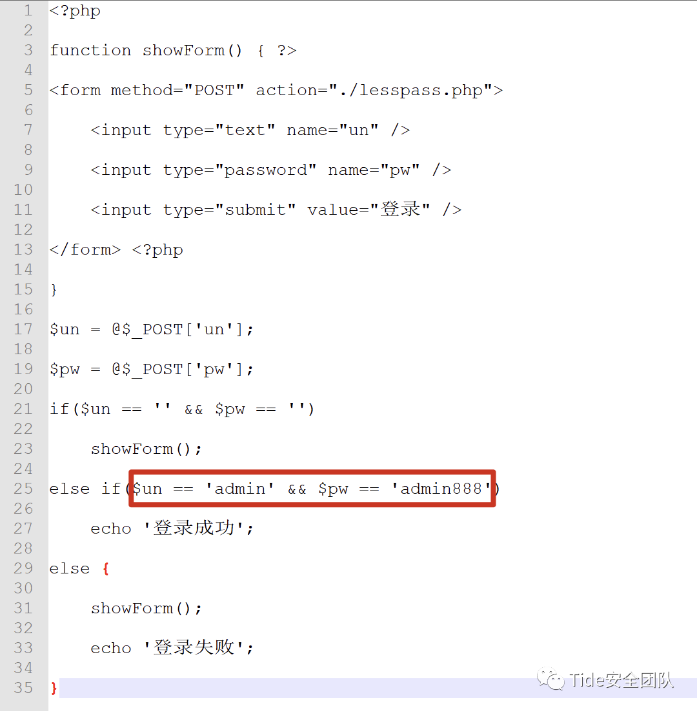 1 <?php
2
3 function showForm() { ?>
4
5 <form method="POST" action="./lesspass.php">
6
7     <input type="text" name="un" />
8
9     <input type="password" name="pw" />
10
11     <input type="submit" value="登录" />
12
13 </form> <?php
14
15 }
16
17 $un = @$_POST['un'];
18
19 $pw = @$_POST['pw'];
20
21 if($un == '' && $pw == '')
22
23     showForm();
24
25 else if($un == 'admin' && $pw == 'admin888')
26
27     echo '登录成功';
28
29 else {
30
31     showForm();
32
33     echo '登录失败';
34
35 }
Tide安全团队